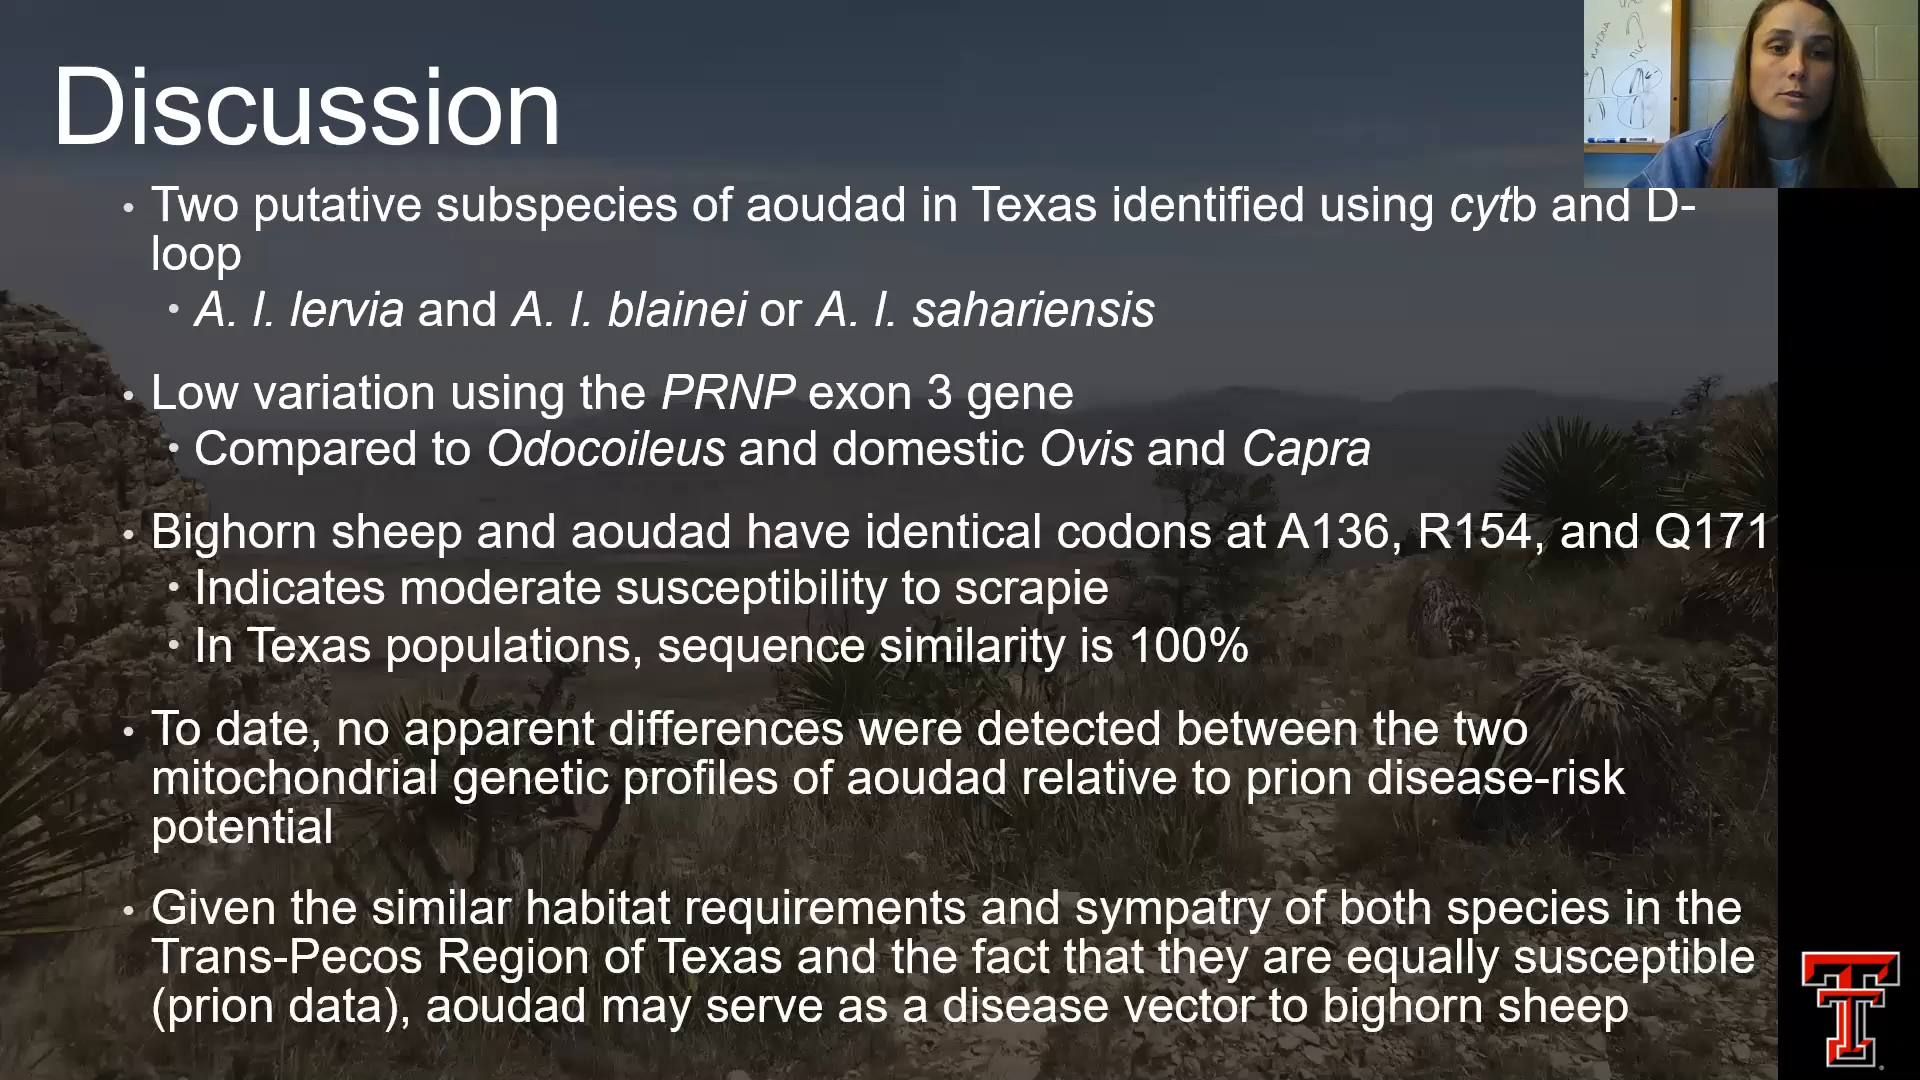 Discussion
• Two putative subspecies of aoudad in Texas identified using cytb and D-
loop
• A. l. lervia and A. l. blainei or A. l. sahariensis
• Low variation using the PRNP exon 3 gene
• Compared to Odocoileus and domestic Ovis and Capra
• Bighorn sheep and aoudad have identical codons at A136, R154, and Q171
• Indicates moderate susceptibility to scrapie
• In Texas populations, sequence similarity is 100%
• To date, no apparent differences were detected between the two
mitochondrial genetic profiles of aoudad relative to prion disease-risk
potential
• Given the similar habitat requirements and sympatry of both species in the
Trans-Pecos Region of Texas and the fact that they are equally susceptible
(prion data), aoudad may serve as a disease vector to bighorn sheep